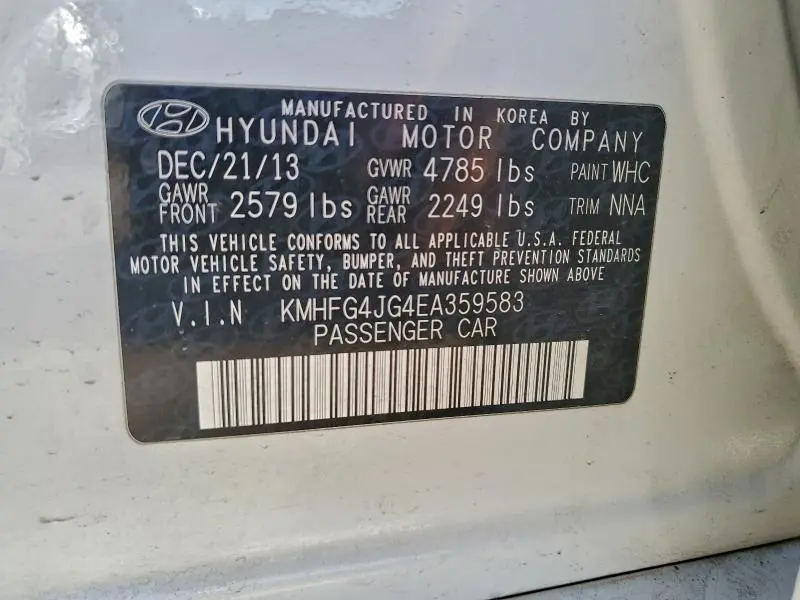 MANUFACTURED IN KOREA BY
HYUNDAI MOTOR COMPANY
DEC/21/13 GVWR 4785 lbs PAINT WHC
GAWR FRONT 2579 lbs GAWR REAR 2249 lbs TRIM NNA
THIS VEHICLE CONFORMS TO ALL APPLICABLE U.S.A. FEDERAL
MOTOR VEHICLE SAFETY, BUMPER, AND THEFT PREVENTION STANDARDS
IN EFFECT ON THE DATE OF MANUFACTURE SHOWN ABOVE
V.I.N KMHFG4JG4EA359583
PASSENGER CAR